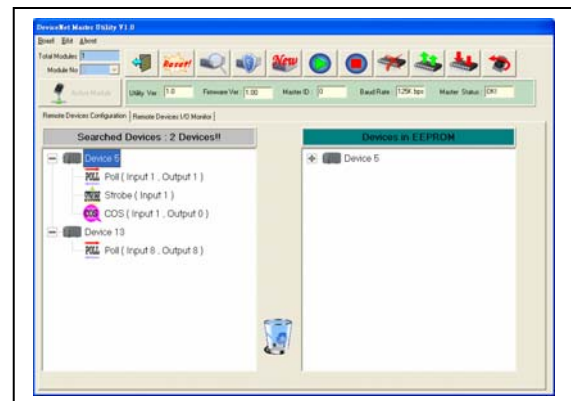 DeviceNet Master Utility V1.0
Board Edit About
Total Modules 1
Module No
Reset!
New
Active Module
Utility Ver: 1.0 Firmware Ver: 1.00 Master ID: 0 Baud Rate: 125K bps Master Status: OK!
Remote Devices Configuration Remote Devices I/O Monitor
Searched Devices : 2 Devices!!
Devices in EEPROM
Device 5
POLL Poll ( Input 1 , Output 1 )
Strobe ( Input 1 )
COS COS ( Input 1 , Output 0 )
Device 13
POLL Poll ( Input 8 , Output 8 )
Device 5